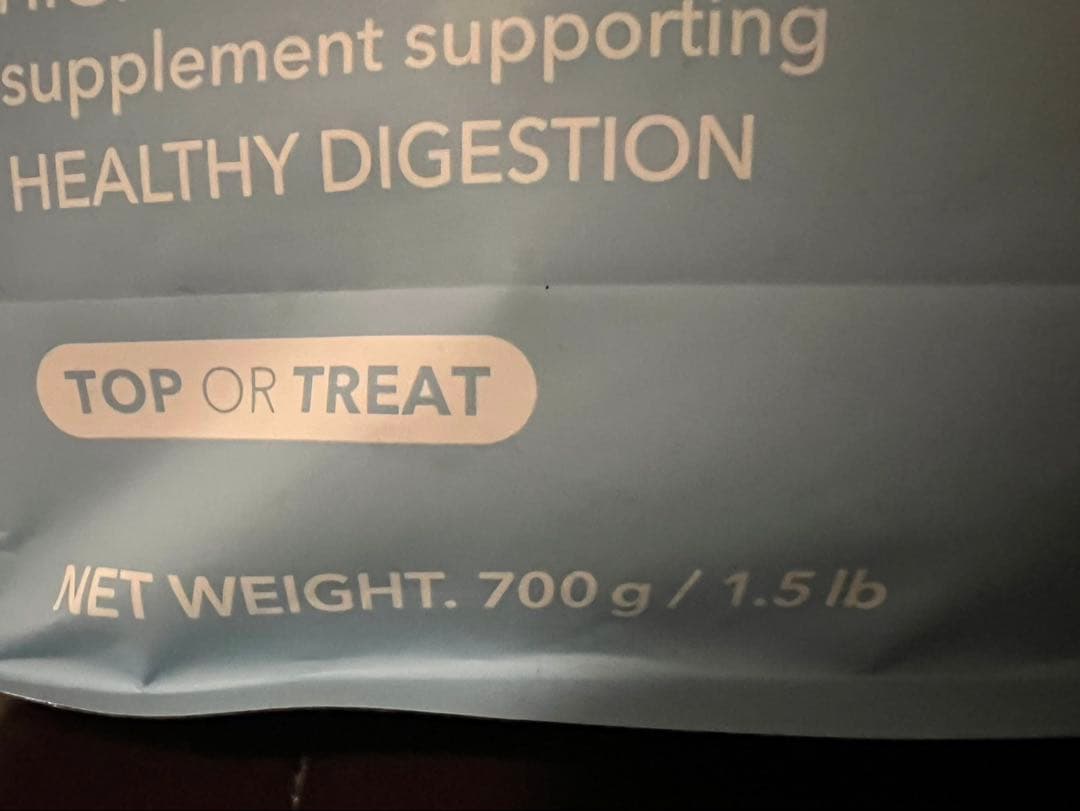 supplement supporting
HEALTHY DIGESTION
TOP OR TREAT
NET WEIGHT. 700 g / 1.5 lb